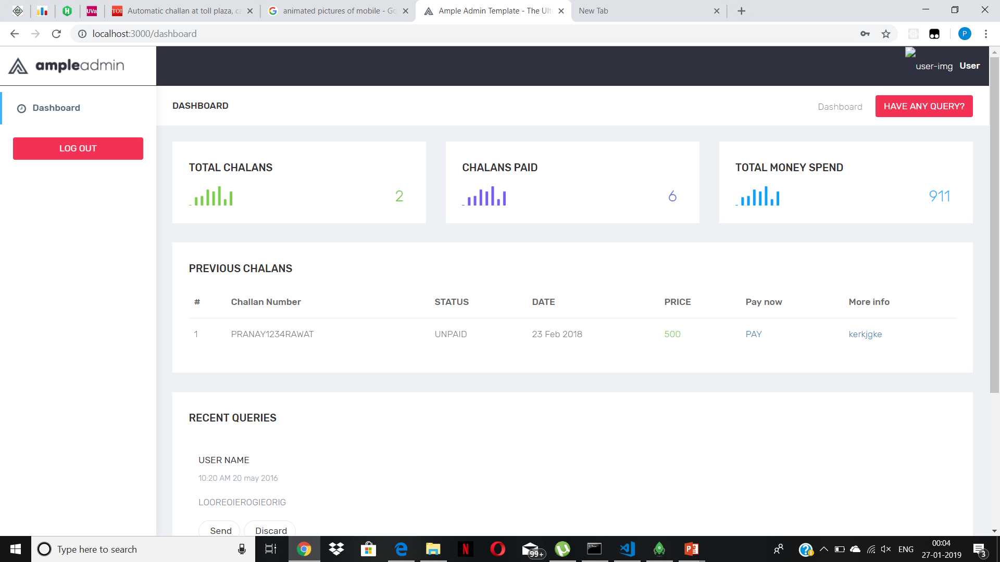 UVa
TOI
Automatic challan at toll plaza, ca
animated pictures of mobile - Go
Ample Admin Template - The Ulti
New Tab
localhost:3000/dashboard
P
ampleadmin
user-img User
Dashboard
LOG OUT
DASHBOARD
Dashboard
HAVE ANY QUERY?
TOTAL CHALANS
2
CHALANS PAID
6
TOTAL MONEY SPEND
911
PREVIOUS CHALANS
# Challan Number STATUS DATE PRICE Pay now More info
1 PRANAY1234RAWAT UNPAID 23 Feb 2018 500 PAY kerkjgke
RECENT QUERIES
USER NAME
10:20 AM 20 may 2016
LOOREOIEROGIEORIG
Send Discard
Type here to search
99+
ENG
00:04
27-01-2019
3